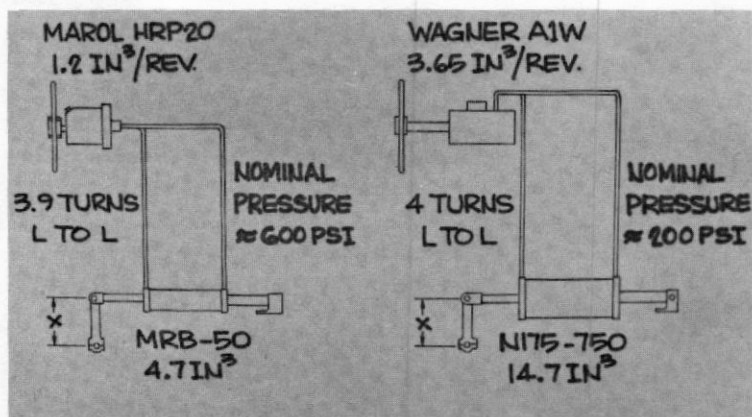 MAROL HRP20
1.2 IN³/REV.
3.9 TURNS
L TO L
NOMINAL
PRESSURE
≈ 600 PSI
X
MRB-50
4.7 IN³
WAGNER A1W
3.65 IN³/REV.
4 TURNS
L TO L
NOMINAL
PRESSURE
≈ 200 PSI
X
N175-750
14.7 IN³